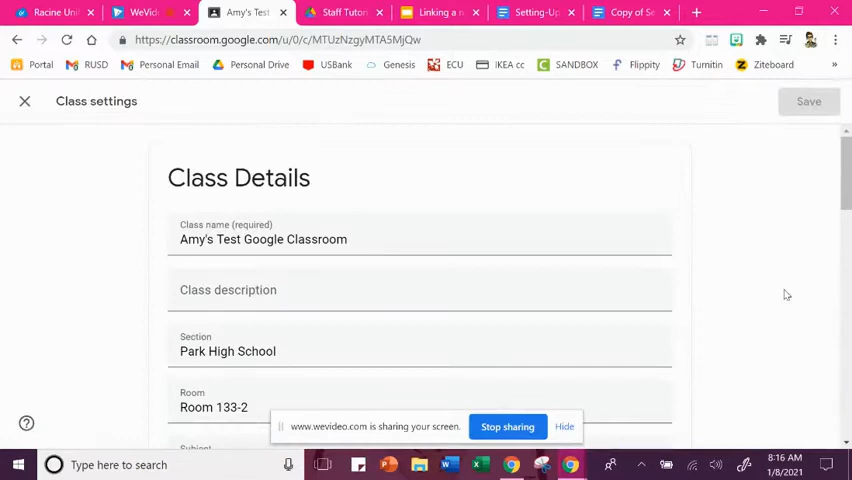 Racine Uni
WeVide
Amy's Test
Staff Tutori
Linking a n
Setting-Up
Copy of Se
https://classroom.google.com/u/0/c/MTUzNzgyMTA5MjQw
Portal
RUSD
Personal Email
Personal Drive
USBank
Genesis
ECU
IKEA cc
SANDBOX
Flippity
Turnitin
Ziteboard
»
Class settings
Save
Class Details
Class name (required)
Amy's Test Google Classroom
Class description
Section
Park High School
Room
Room 133-2
www.wevideo.com is sharing your screen.
Stop sharing
Hide
Subject
Type here to search
8:16 AM
1/8/2021